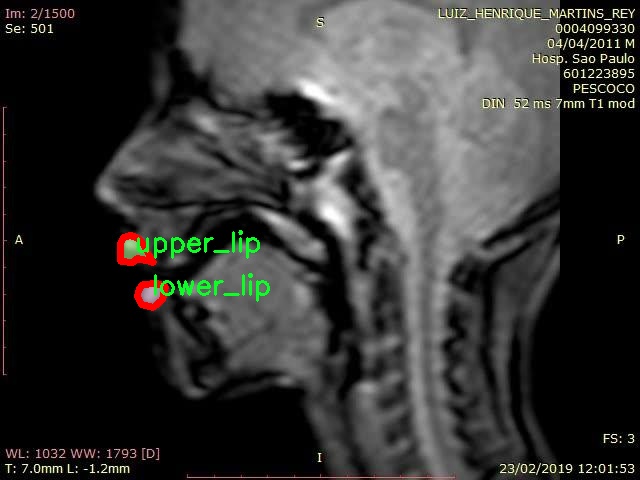 Im: 2/1500
Se: 501
S
LUIZ_HENRIQUE_MARTINS_REY
0004099330
04/04/2011 M
Hosp. Sao Paulo
601223895
PESCOCO
DIN 52 ms 7mm T1 mod
A
upper_lip
P
lower_lip
FS: 3
WL: 1032 WW: 1793 [D]
T: 7.0mm L: -1.2mm
I
23/02/2019 12:01:53